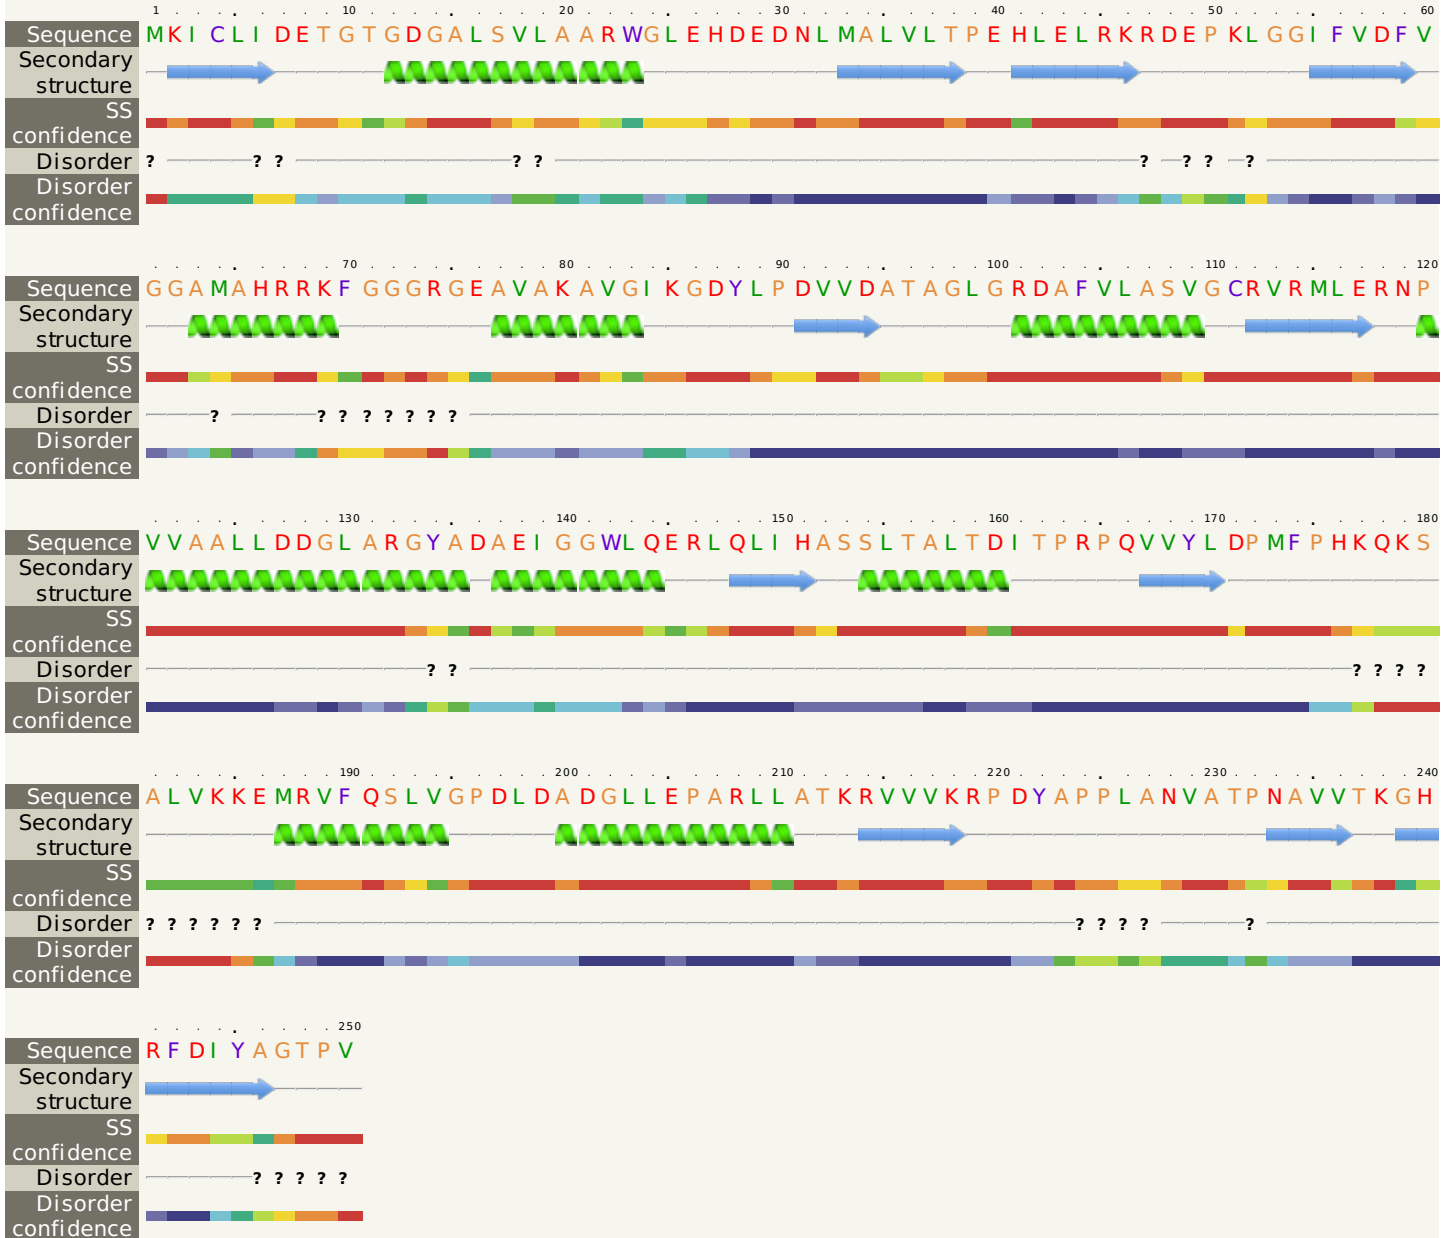 1 10 20 30 40 50 60
Sequence MKICLIDETGTGDGALSVLAARWGLEHDEDNLMALVLTPEHLELRKRDEPKLGGIFVDFV
Secondary
structure
SS
confidence
Disorder ? ? ? ? ? ? ? ? ?
Disorder
confidence
70 80 90 100 110 120
Sequence GGAMAHRRKFGGGRGEAVAKAVGIKGDYLPDVVDATAGLGRDAFVLASVGCRVRMLERNP
Secondary
structure
SS
confidence
Disorder ? ? ? ? ? ? ? ?
Disorder
confidence
130 140 150 160 170 180
Sequence VVAALLDDGLARGYADAEIGGWLQERLQLIHASSLTALTDITPRPQVVYLDPMFPHKQKS
Secondary
structure
SS
confidence
Disorder ? ? ? ? ? ?
Disorder
confidence
190 200 210 220 230 240
Sequence ALVKKEMRVFQSLVGPDLDADGLLEPARLLATKRVVVKRPDYAPPLANVATPNAVVTKGH
Secondary
structure
SS
confidence
Disorder ? ? ? ? ? ? ? ? ? ? ?
Disorder
confidence
250
Sequence RFDIYAGTPV
Secondary
structure
SS
confidence
Disorder ? ? ? ? ?
Disorder
confidence